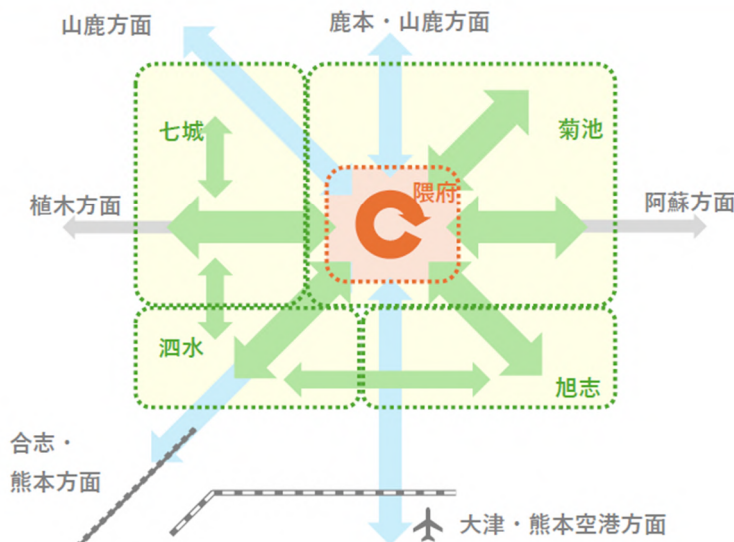 山鹿方面
鹿本・山鹿方面
七城
菊池
隈府
植木方面
阿蘇方面
泗水
旭志
合志・
熊本方面
大津・熊本空港方面